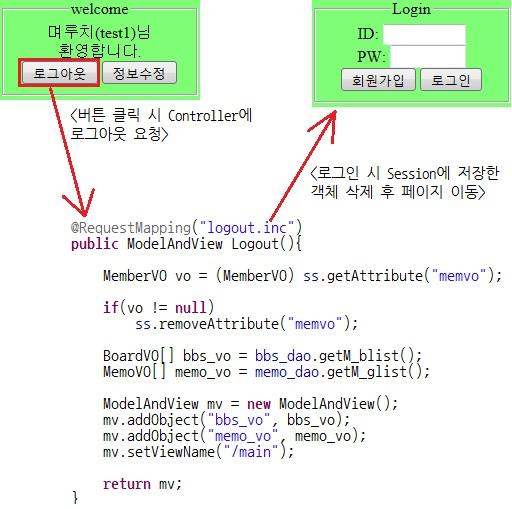 welcome
며루치(test1)님
환영합니다.
로그아웃 정보수정
Login
ID:
PW:
회원가입 로그인
<버튼 클릭 시 Controller에
로그아웃 요청>
<로그인 시 Session에 저장한
객체 삭제 후 페이지 이동>
@RequestMapping("logout.inc")
public ModelAndView Logout(){
MemberVO vo = (MemberVO) ss.getAttribute("memvo");
if(vo != null)
ss.removeAttribute("memvo");
BoardVO[] bbs_vo = bbs_dao.getM_blist();
MemoVO[] memo_vo = memo_dao.getM_glist();
ModelAndView mv = new ModelAndView();
mv.addObject("bbs_vo", bbs_vo);
mv.addObject("memo_vo", memo_vo);
mv.setViewName("/main");
return mv;
}